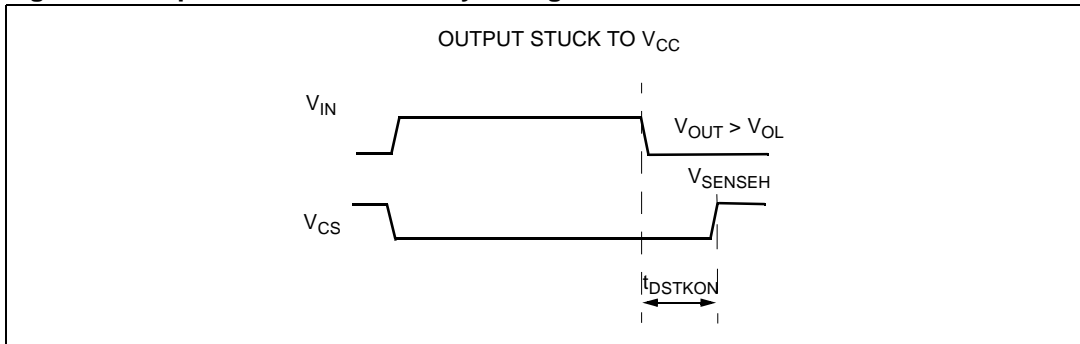 OUTPUT STUCK TO VCC
VIN
VOUT > VOL
VSENSEH
VCS
tDSTKON